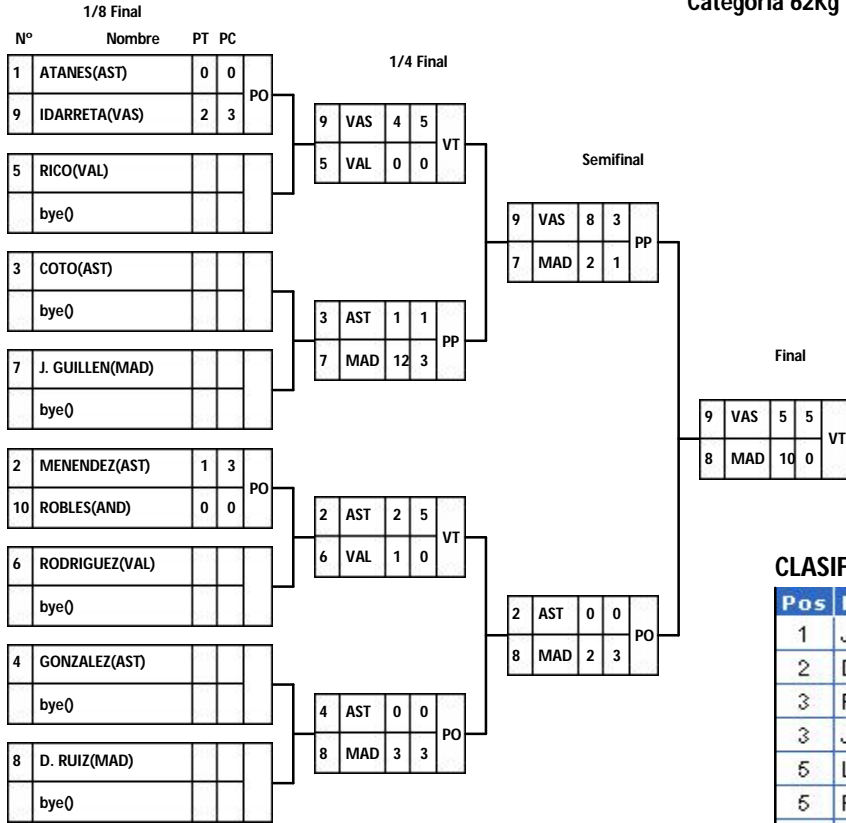 Categoría 62Kg
1/8 Final
Nº Nombre PT PC
1 ATANES(AST) 0 0 PO
9 IDARRETA(VAS) 2 3
5 RICO(VAL)
bye()
3 COTO(AST)
bye()
7 J. GUILLEN(MAD)
bye()
2 MENENDEZ(AST) 1 3 PO
10 ROBLES(AND) 0 0
6 RODRIGUEZ(VAL)
bye()
4 GONZALEZ(AST)
bye()
8 D. RUIZ(MAD)
bye()
1/4 Final
9 VAS 4 5 VT
5 VAL 0 0
3 AST 1 1 PP
7 MAD 12 3
2 AST 2 5 VT
6 VAL 1 0
4 AST 0 0 PO
8 MAD 3 3
Semifinal
9 VAS 8 3 PP
7 MAD 2 1
2 AST 0 0 PO
8 MAD 2 3
Final
9 VAS 5 5 VT
8 MAD 10 0
CLASIF
Pos
1 J
2
3
3 J
5 L
5